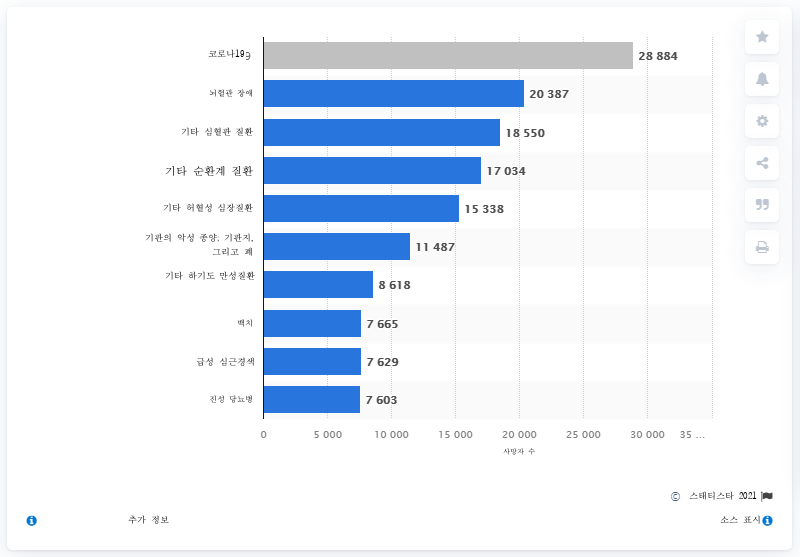 코로나19
28 884
뇌혈관 장애
20 387
기타 심혈관 질환
18 550
기타 순환계 질환
17 034
기타 허혈성 심장질환
15 338
기관의 악성 종양; 기관지,
그리고 폐
11 487
기타 하기도 만성질환
8 618
백치
7 665
급성 심근경색
7 629
진성 당뇨병
7 603
0 5 000 10 000 15 000 20 000 25 000 30 000 35 ...
사망자 수
© 스태티스타 2021
추가 정보
소스 표시